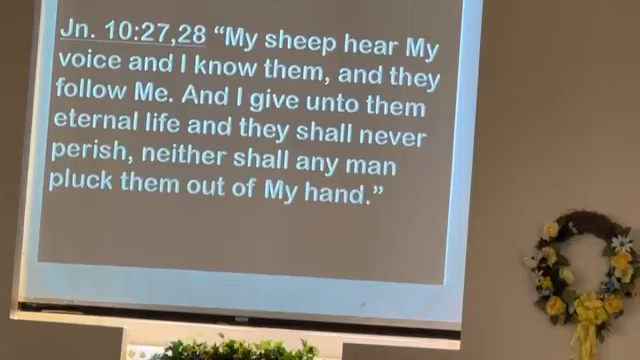 Jn. 10:27,28 “My sheep hear My
voice and I know them, and they
follow Me. And I give unto them
eternal life and they shall never
perish, neither shall any man
pluck them out of My hand.”